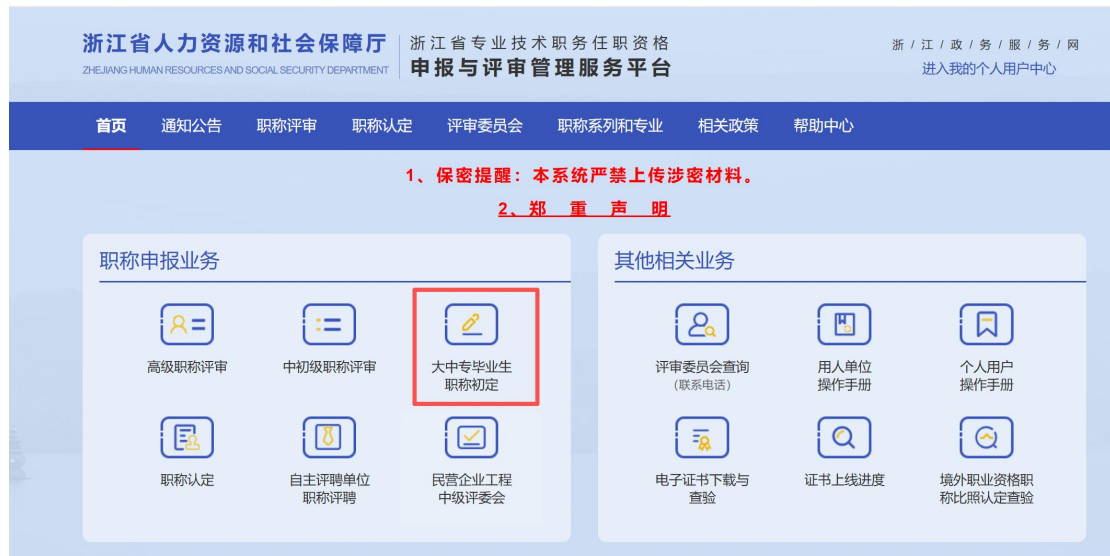 浙江省人力资源和社会保障厅
ZHEJIANG HUMAN RESOURCES AND SOCIAL SECURITY DEPARTMENT
浙江省专业技术职务任职资格
申报与评审管理服务平台
浙 / 江 / 政 / 务 / 服 / 务 / 网
进入我的个人用户中心
首页 通知公告 职称评审 职称认定 评审委员会 职称系列和专业 相关政策 帮助中心
1、保密提醒：本系统严禁上传涉密材料。
2、郑 重 声 明
职称申报业务
高级职称评审
中初级职称评审
大中专毕业生
职称初定
职称认定
自主评聘单位
职称评聘
民营企业工程
中级评委会
其他相关业务
评审委员会查询
(联系电话)
用人单位
操作手册
个人用户
操作手册
电子证书下载与
查验
证书上线进度
境外职业资格职
称比照认定查验